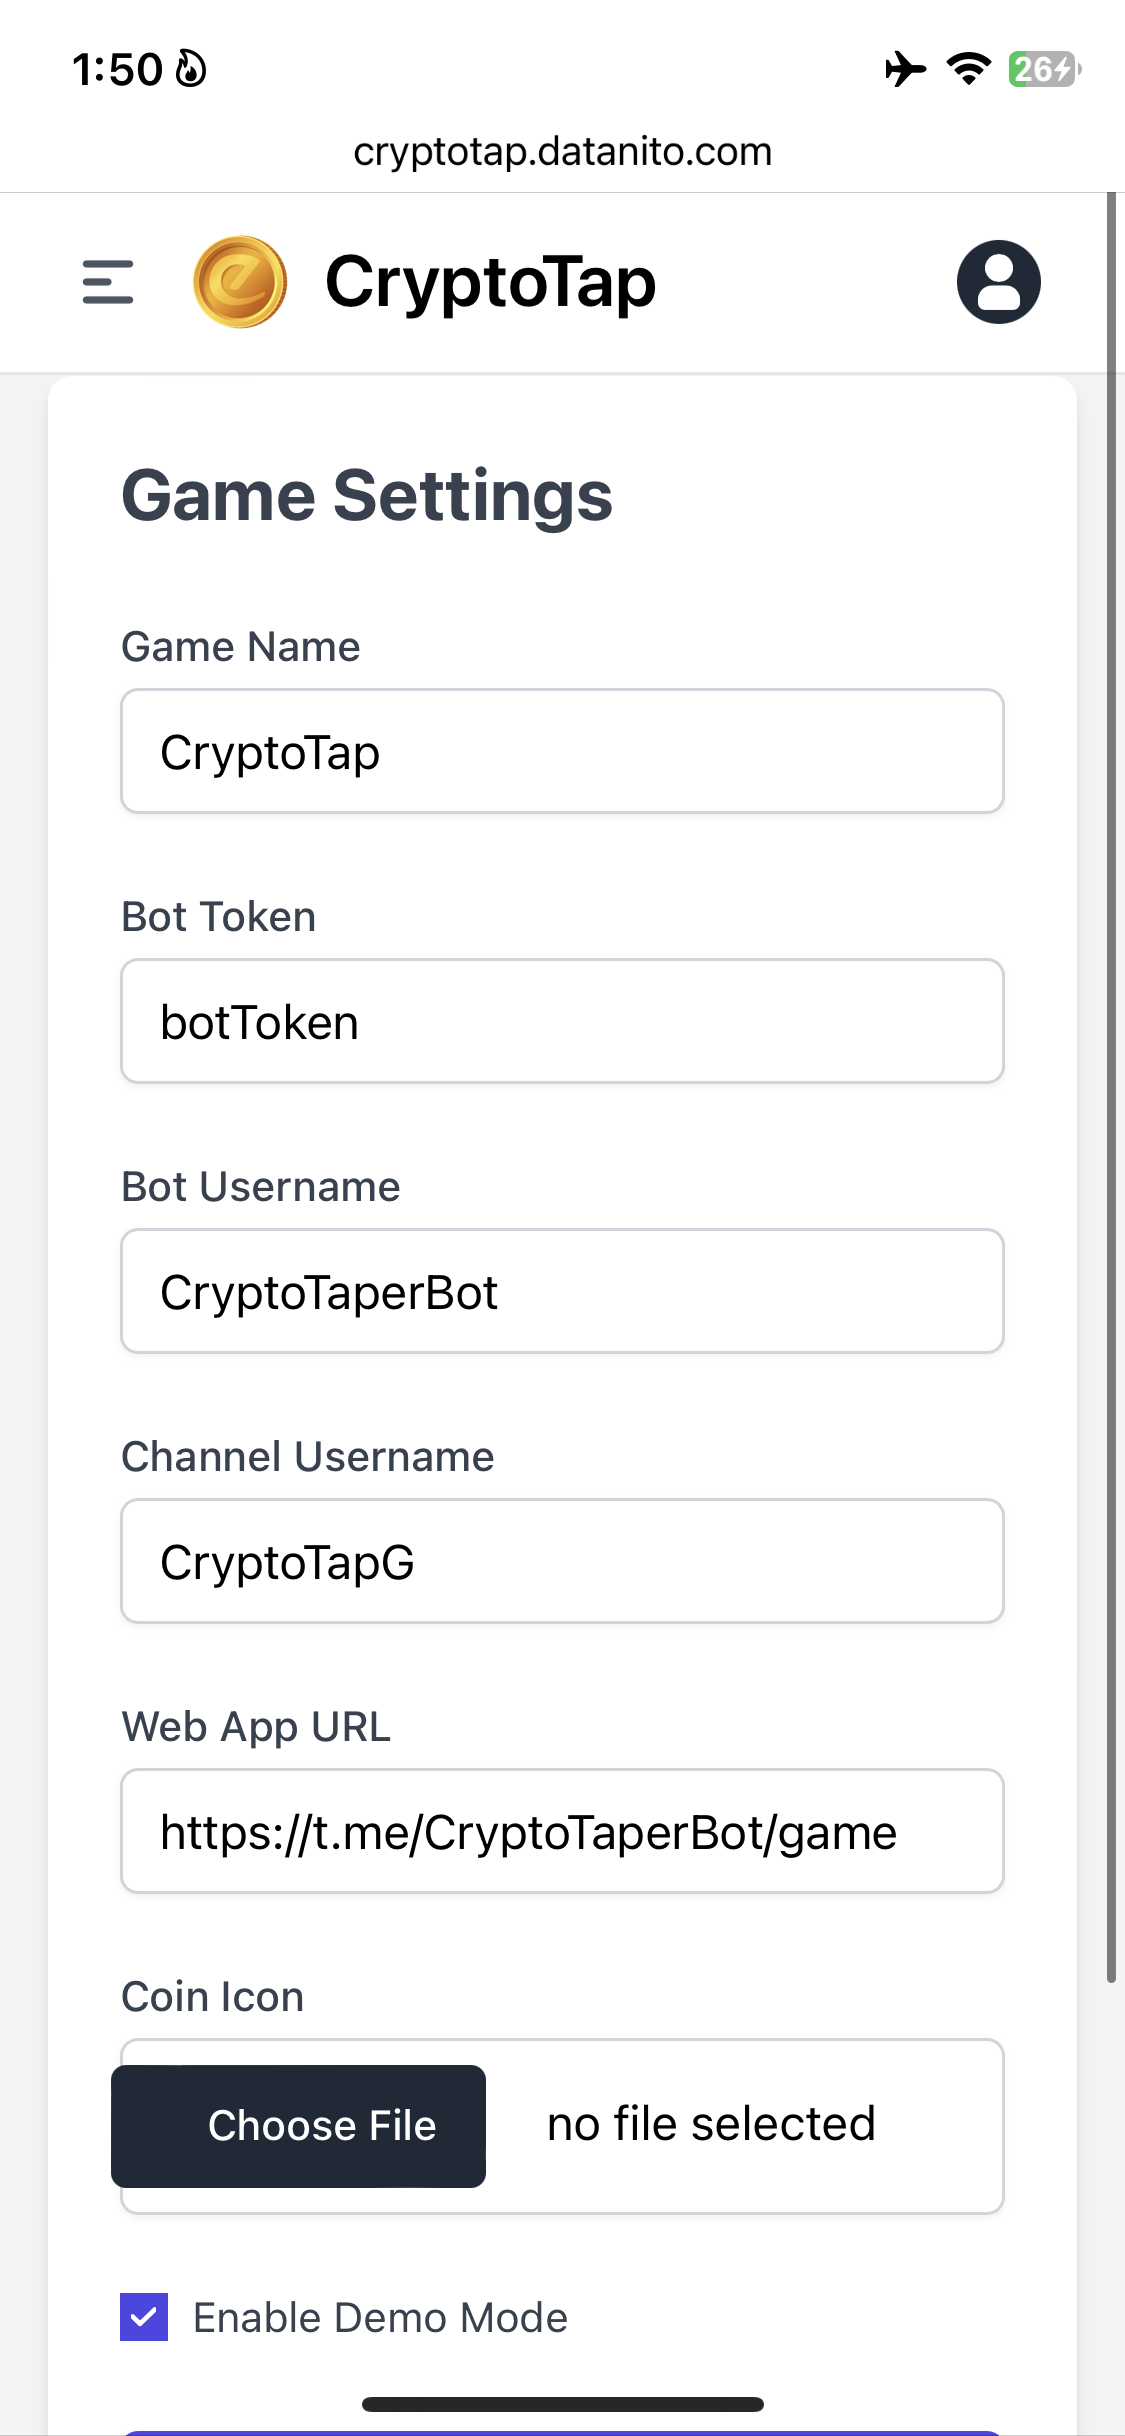 1:50
26
cryptotap.datanito.com
CryptoTap
Game Settings
Game Name
CryptoTap
Bot Token
botToken
Bot Username
CryptoTaperBot
Channel Username
CryptoTapG
Web App URL
https://t.me/CryptoTaperBot/game
Coin Icon
Choose File no file selected
Enable Demo Mode